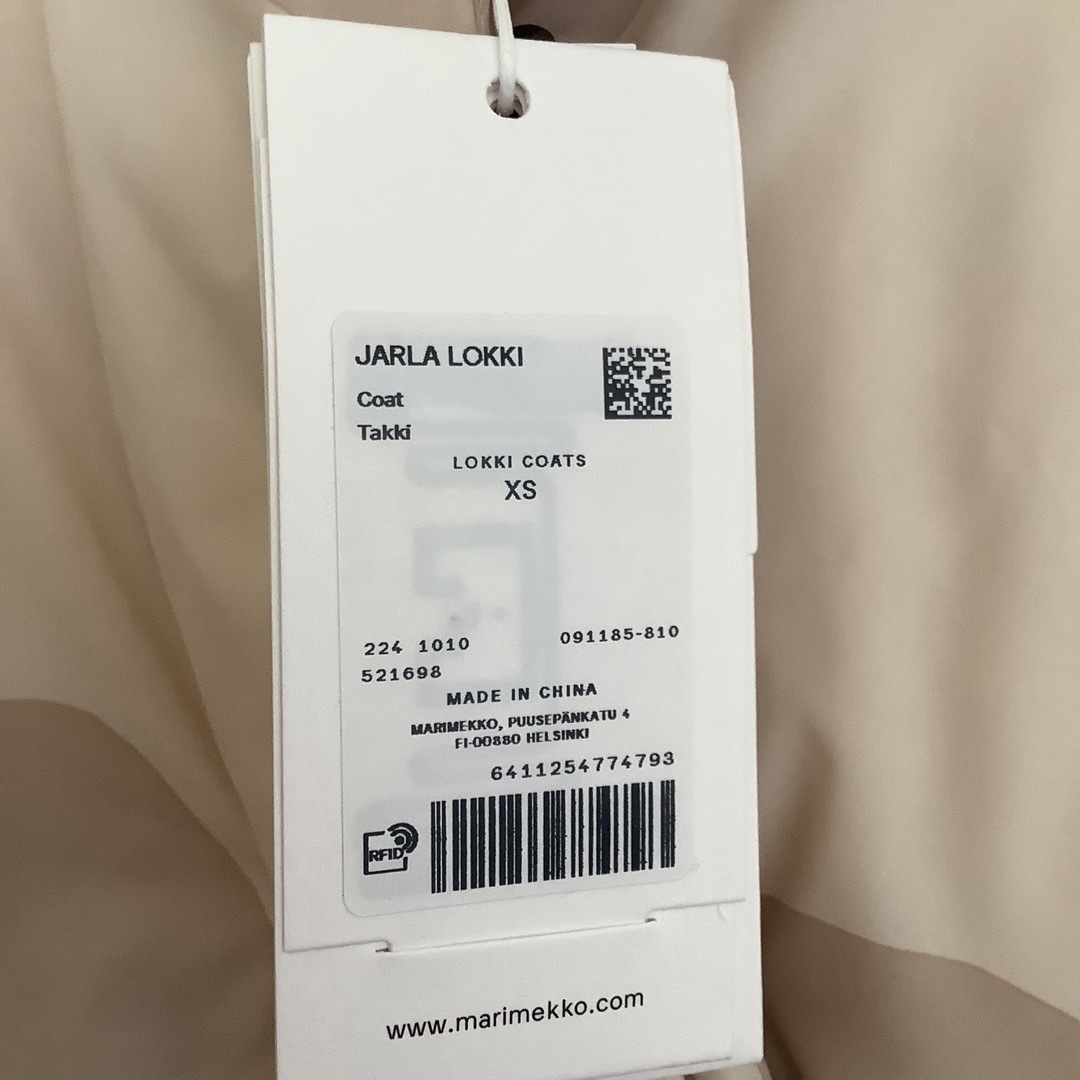 JARLA LOKKI
Coat
Takki
LOKKI COATS
XS
224 1010
091185-810
521698
MADE IN CHINA
MARIMEKKO, PUUSEPÄNKATU 4
FI-00880 HELSINKI
6411254774793
RFID
www.marimekko.com